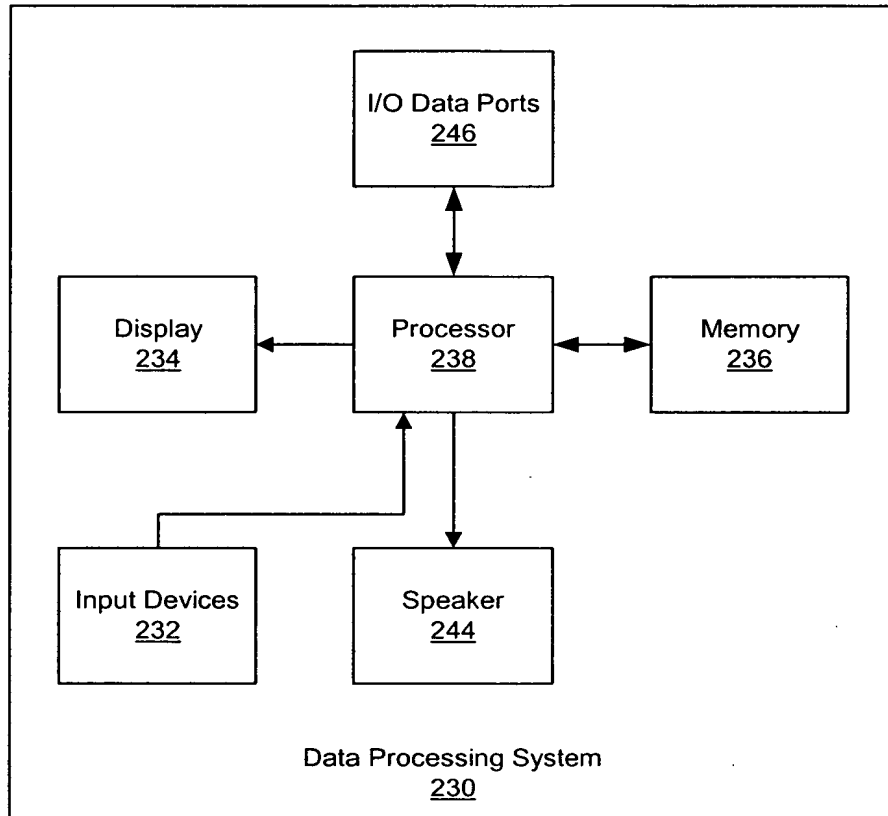 I/O Data Ports
246
Display
234
Processor
238
Memory
236
Input Devices
232
Speaker
244
Data Processing System
230